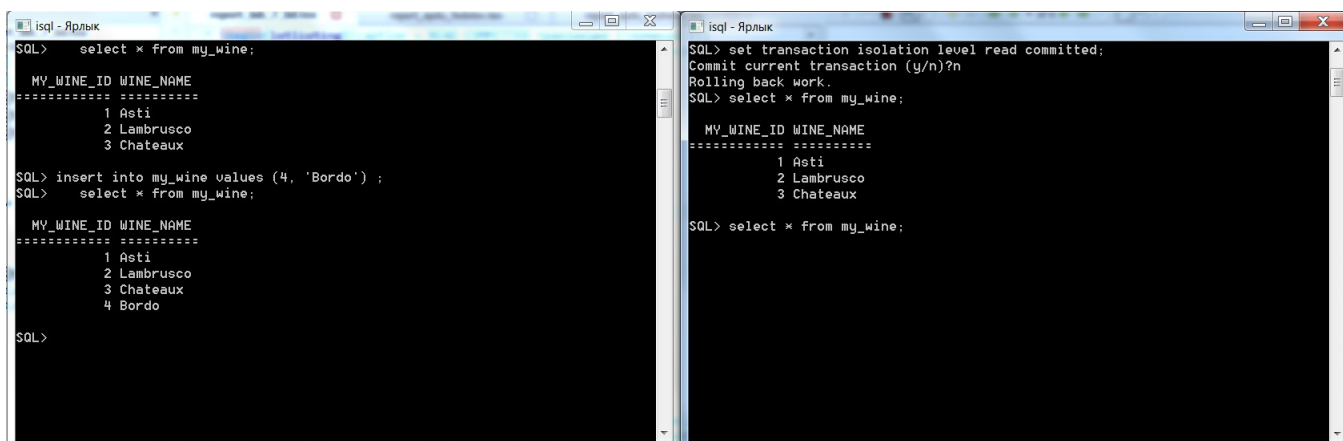 isql - Ярлык
SQL>    select * from my_wine;
MY_WINE_ID WINE_NAME
============ ==========
1 Asti
2 Lambrusco
3 Chateaux
SQL> insert into my_wine values (4, 'Bordo') ;
SQL>    select * from my_wine;
MY_WINE_ID WINE_NAME
============ ==========
1 Asti
2 Lambrusco
3 Chateaux
4 Bordo
SQL>
isql - Ярлык
SQL> set transaction isolation level read committed;
Commit current transaction (y/n)?n
Rolling back work.
SQL> select * from my_wine;
MY_WINE_ID WINE_NAME
============ ==========
1 Asti
2 Lambrusco
3 Chateaux
SQL> select * from my_wine;